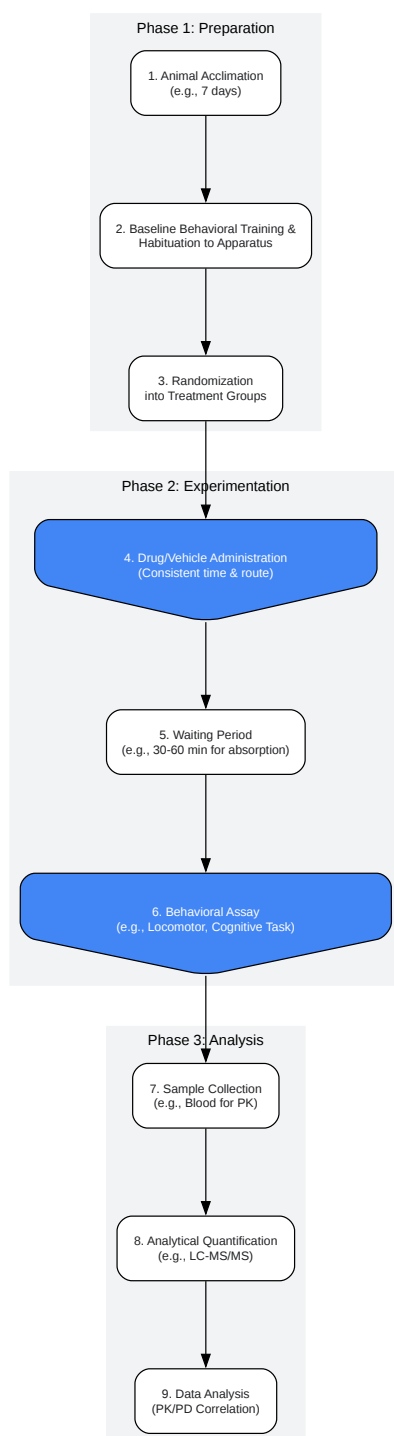 Phase 1: Preparation
1. Animal Acclimation
(e.g., 7 days)
2. Baseline Behavioral Training &
Habituation to Apparatus
3. Randomization
into Treatment Groups
Phase 2: Experimentation
4. Drug/Vehicle Administration
(Consistent time & route)
5. Waiting Period
(e.g., 30-60 min for absorption)
6. Behavioral Assay
(e.g., Locomotor, Cognitive Task)
Phase 3: Analysis
7. Sample Collection
(e.g., Blood for PK)
8. Analytical Quantification
(e.g., LC-MS/MS)
9. Data Analysis
(PK/PD Correlation)